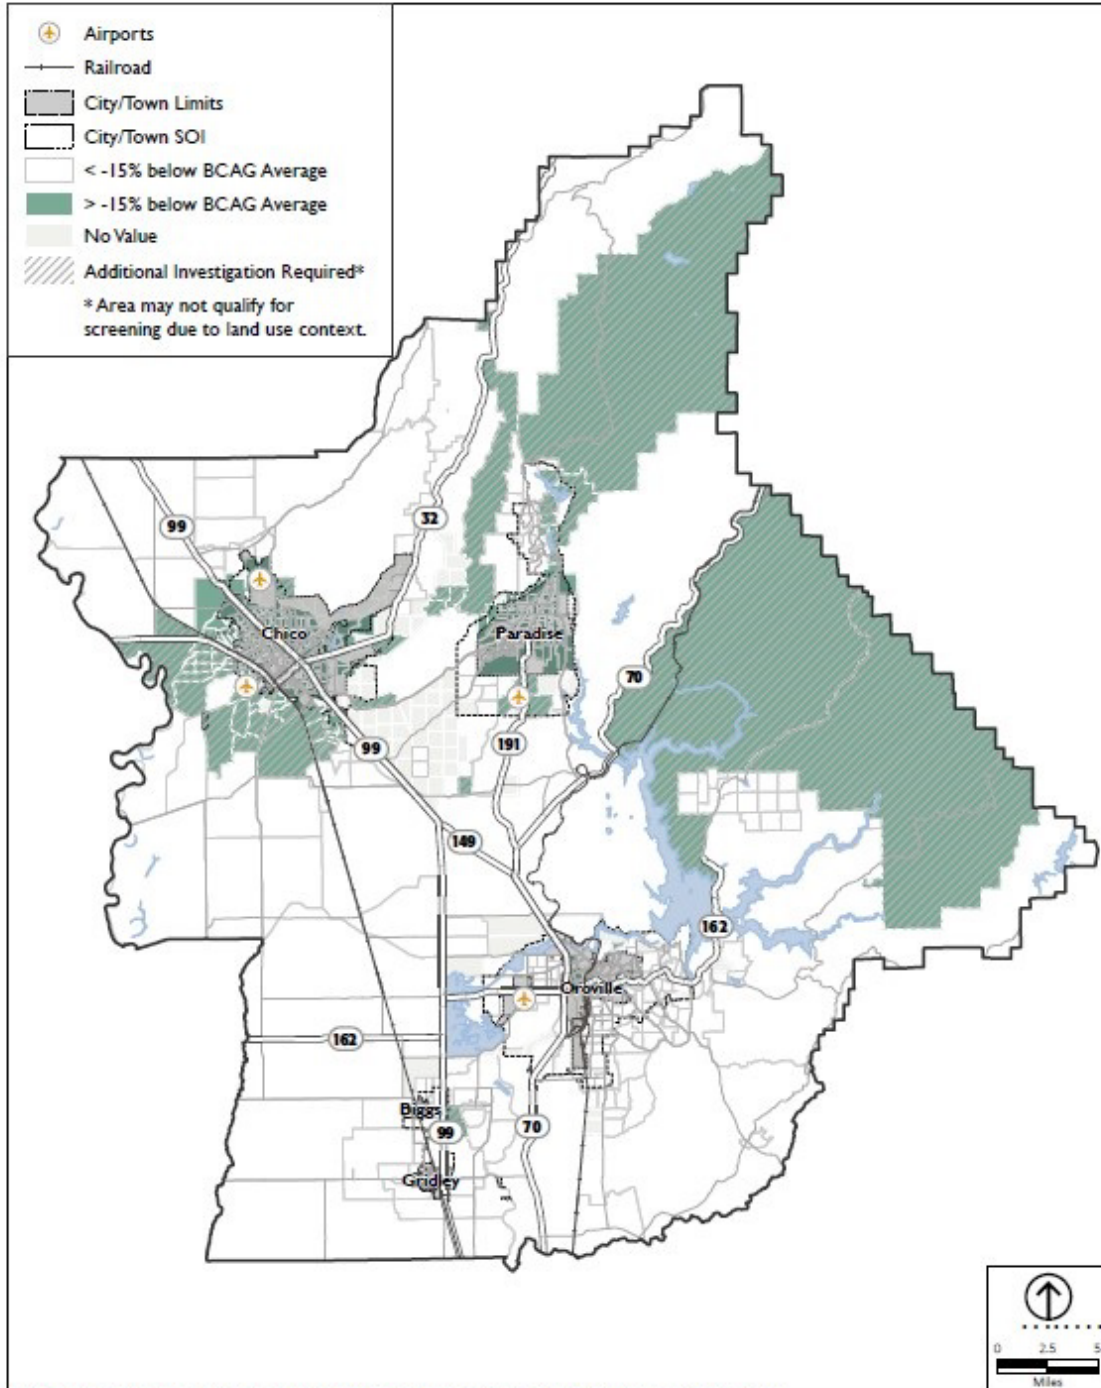 Airports
Railroad
City/Town Limits
City/Town SOI
< -15% below BCAG Average
> -15% below BCAG Average
No Value
Additional Investigation Required*
* Area may not qualify for
screening due to land use context.
99
32
Chico
Paradise
70
191
99
149
162
Oroville
162
Biggs
99
70
Gridley
0 2.5 5
Miles